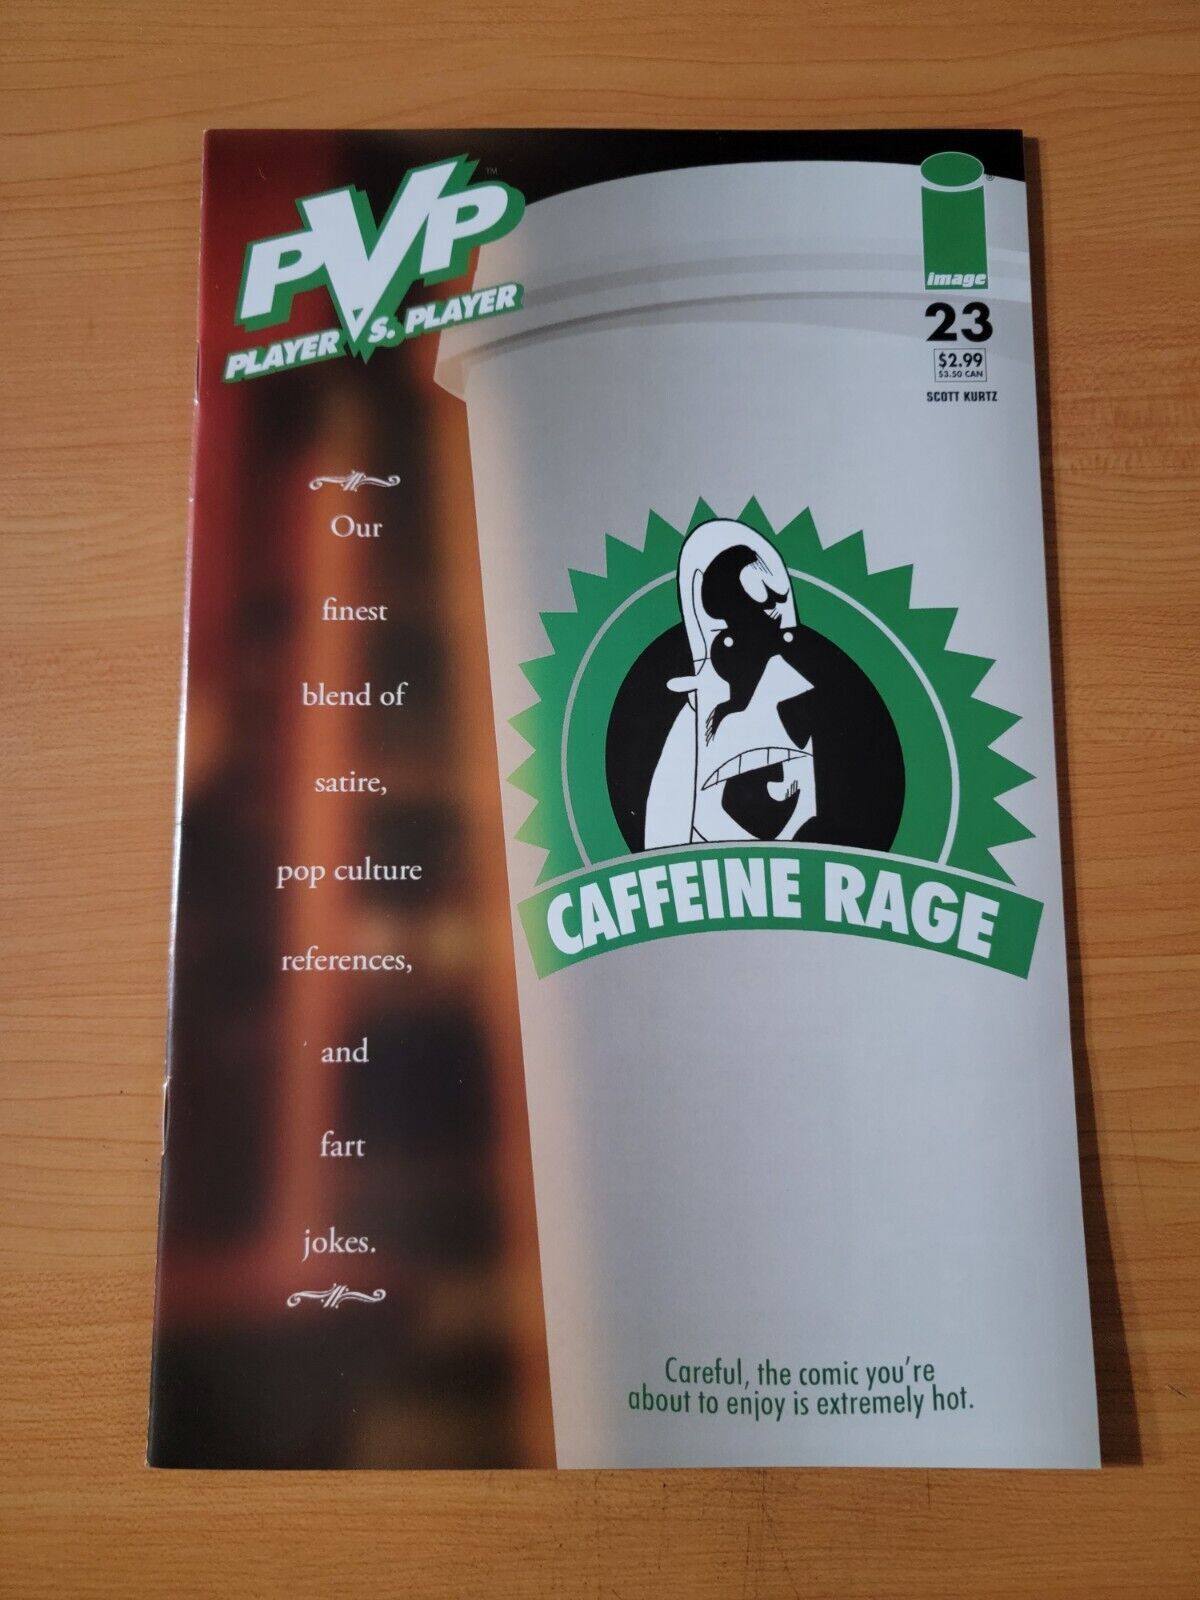 PVP™
PLAYER VS. PLAYER
image®
23
$2.99
$3.50 CAN
SCOTT KURTZ
Our
finest
blend of
satire,
pop culture
references,
and
fart
jokes.
CAFFEINE RAGE
Careful, the comic you're
about to enjoy is extremely hot.